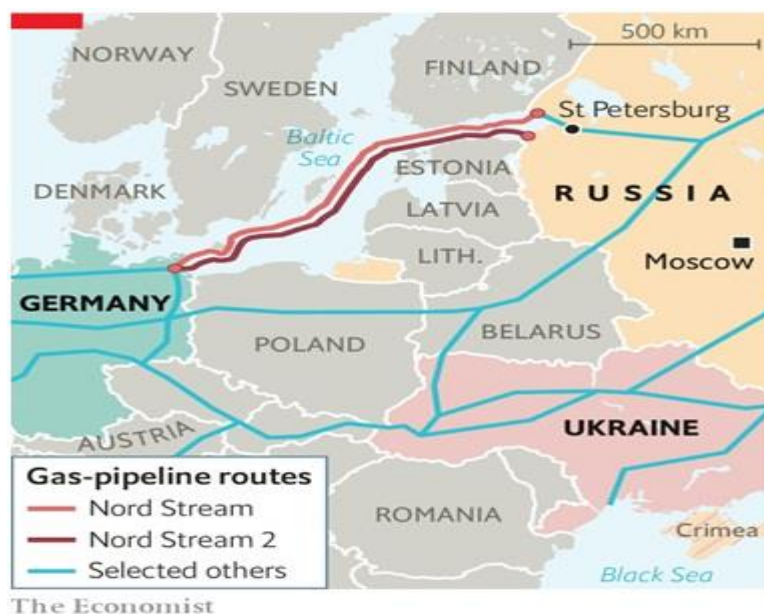 500 km
NORWAY
FINLAND
SWEDEN
St Petersburg
Baltic
Sea
ESTONIA
DENMARK
RUSSIA
LATVIA
LITH.
Moscow
GERMANY
BELARUS
POLAND
UKRAINE
AUSTRIA
Gas-pipeline routes
Nord Stream
Nord Stream 2
Selected others
ROMANIA
Crimea
Black Sea
The Economist